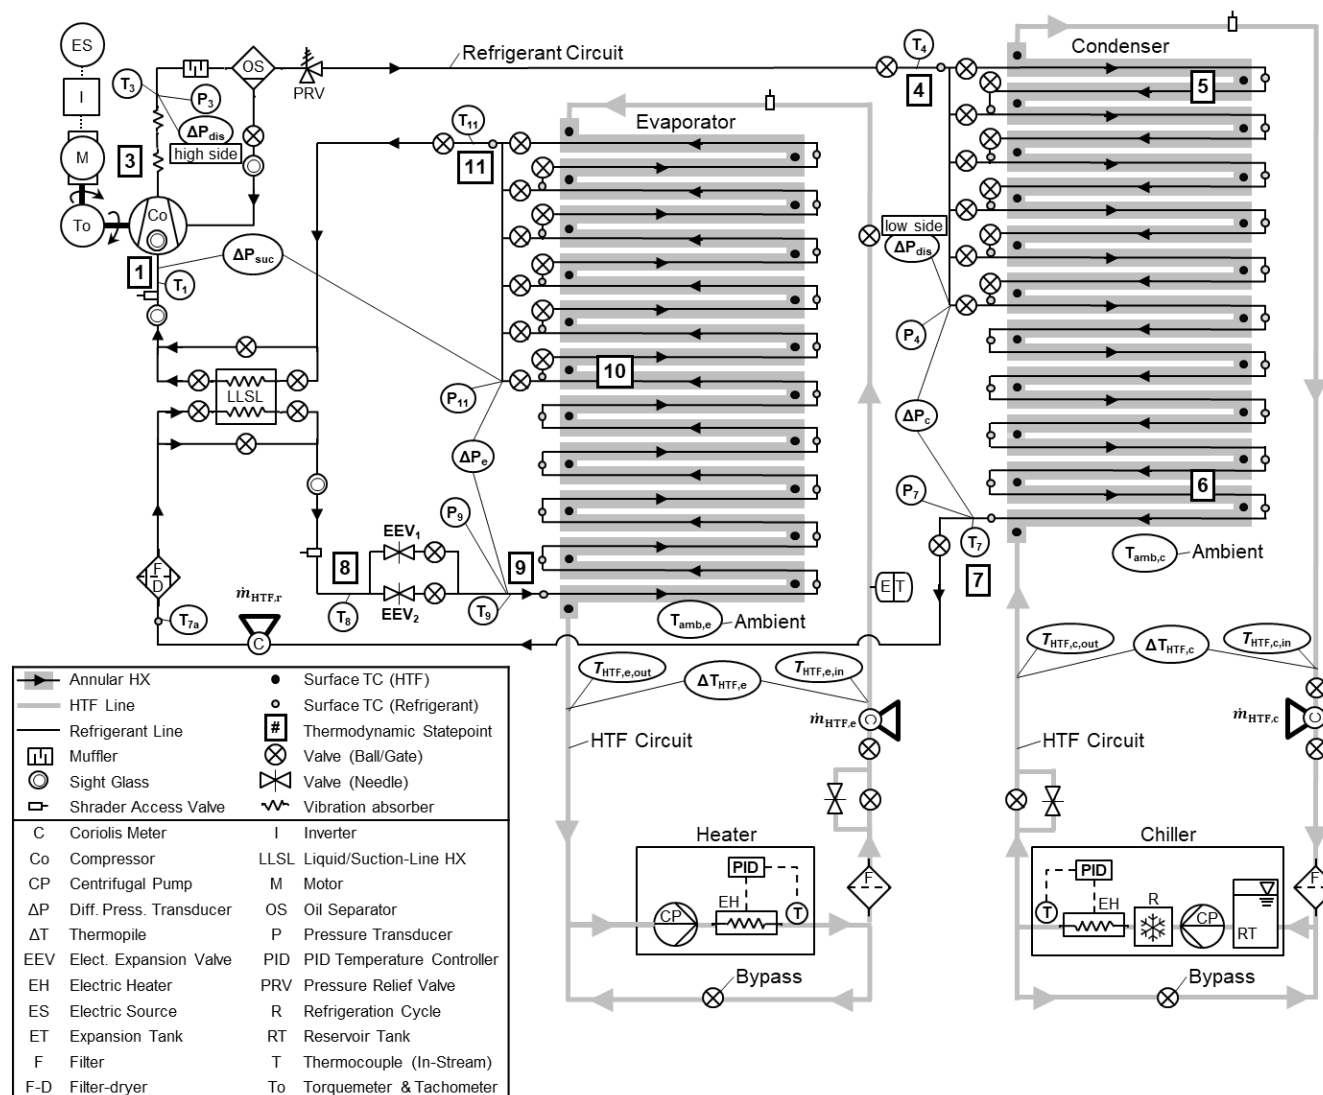 ES
I
M
To
Co
OS
PRV
T3
P3
ΔPdis
high side
3
1
T1
ΔPsuc
Refrigerant Circuit
T4
4
Condenser
5
T11
11
Evaporator
10
low side
ΔPdis
P4
ΔPc
P7
T7
7
6
Tamb,c
Ambient
LLSL
P11
ΔPe
P9
EEV1
EEV2
8
T8
9
T9
Tamb,e
Ambient
F
D
T7a
ṁHTF,r
C
E T
THTF,e,out
ΔTHTF,e
THTF,e,in
THTF,c,out
ΔTHTF,c
THTF,c,in
ṁHTF,e
C
ṁHTF,c
C
HTF Circuit
HTF Circuit
Heater
PID
EH
CP
T
F
Bypass
Chiller
PID
T
EH
R
CP
RT
F
Bypass
Annular HX
Surface TC (HTF)
HTF Line
Surface TC (Refrigerant)
Refrigerant Line
# Thermodynamic Statepoint
Muffler
Valve (Ball/Gate)
Sight Glass
Valve (Needle)
Shrader Access Valve
Vibration absorber
C Coriolis Meter
I Inverter
Co Compressor
LLSL Liquid/Suction-Line HX
CP Centrifugal Pump
M Motor
ΔP Diff. Press. Transducer
OS Oil Separator
ΔT Thermopile
P Pressure Transducer
EEV Elect. Expansion Valve
PID PID Temperature Controller
EH Electric Heater
PRV Pressure Relief Valve
ES Electric Source
R Refrigeration Cycle
ET Expansion Tank
RT Reservoir Tank
F Filter
T Thermocouple (In-Stream)
F-D Filter-dryer
To Torquemeter & Tachometer